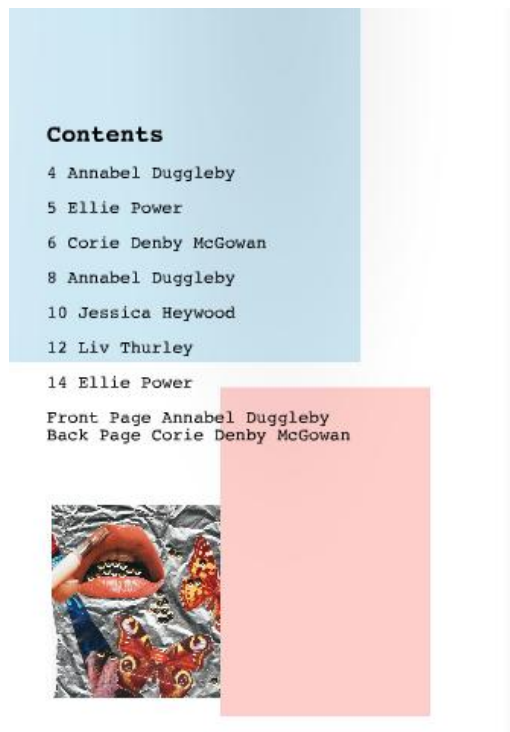 Contents
4 Annabel Duggleby
5 Ellie Power
6 Corie Denby McGowan
8 Annabel Duggleby
10 Jessica Heywood
12 Liv Thurley
14 Ellie Power
Front Page Annabel Duggleby
Back Page Corie Denby McGowan